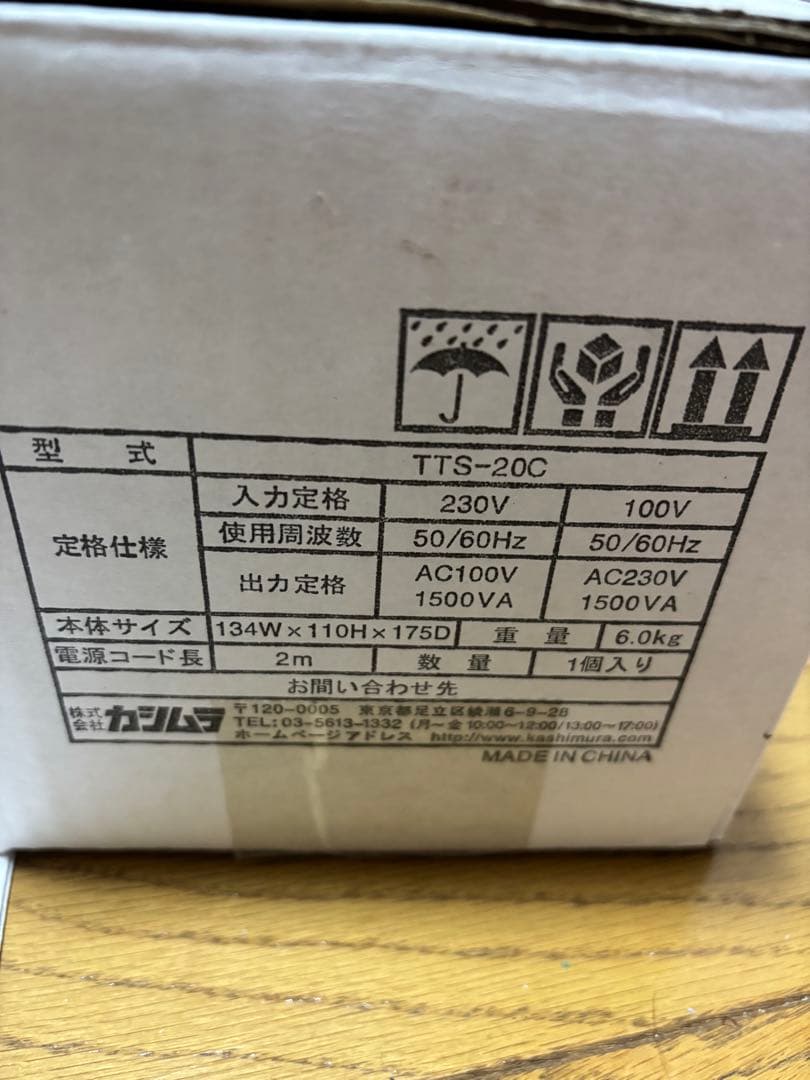 型 式 TTS-20C
定格仕様
入力定格 230V 100V
使用周波数 50/60Hz 50/60Hz
出力定格 AC100V 1500VA AC230V 1500VA
本体サイズ 134W×110H×175D 重 量 6.0kg
電源コード長 2m 数 量 1個入り
お問い合わせ先
株式会社 カシムラ 〒120-0005 東京都足立区綾瀬6-9-28
TEL:03-5613-1332 (月~金 10:00~12:00/13:00~17:00)
ホームページアドレス http://www.kashimura.com
MADE IN CHINA